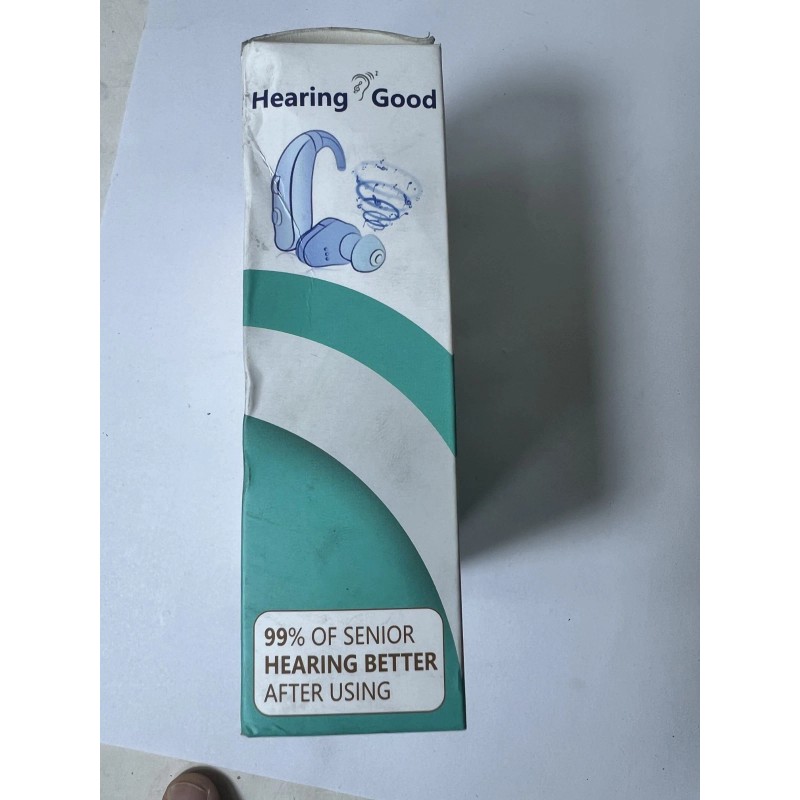 Hearing Good
99% OF SENIOR
HEARING BETTER
AFTER USING